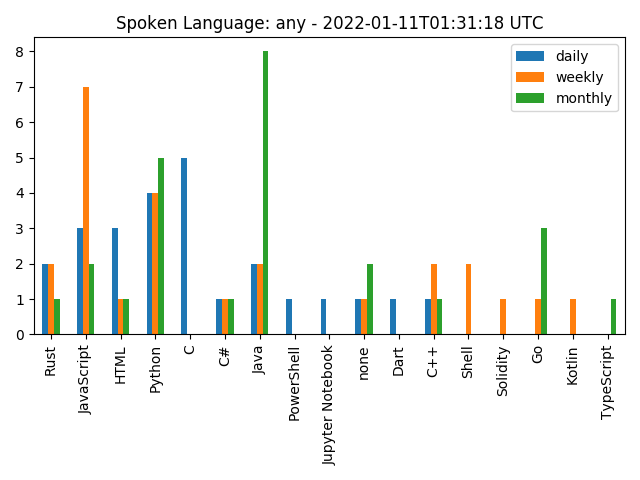 Spoken Language: any - 2022-01-11T01:31:18 UTC
daily
weekly
monthly
8
7
6
5
4
3
2
1
0
Rust
JavaScript
HTML
Python
C
C#
Java
PowerShell
Jupyter Notebook
none
Dart
C++
Shell
Solidity
Go
Kotlin
TypeScript